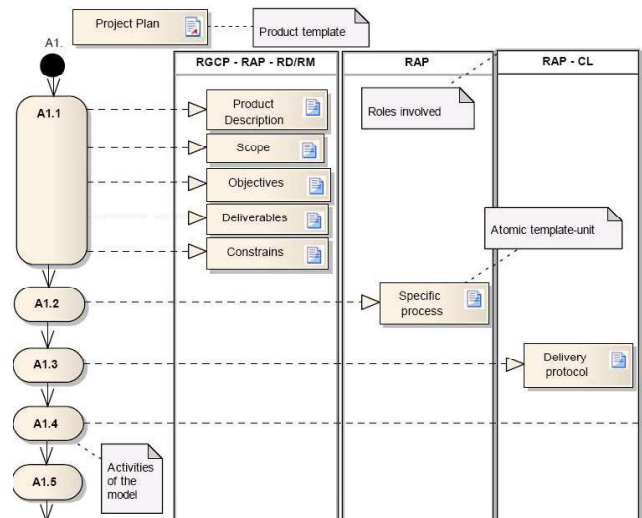 Project Plan
Product template
A1.
RGCP - RAP - RD/RM
RAP
RAP - CL
A1.1
Product
Description
Scope
Objectives
Deliverables
Constrains
Roles involved
Atomic template-unit
A1.2
Specific
process
A1.3
Delivery
protocol
A1.4
Activities
of the
model
A1.5